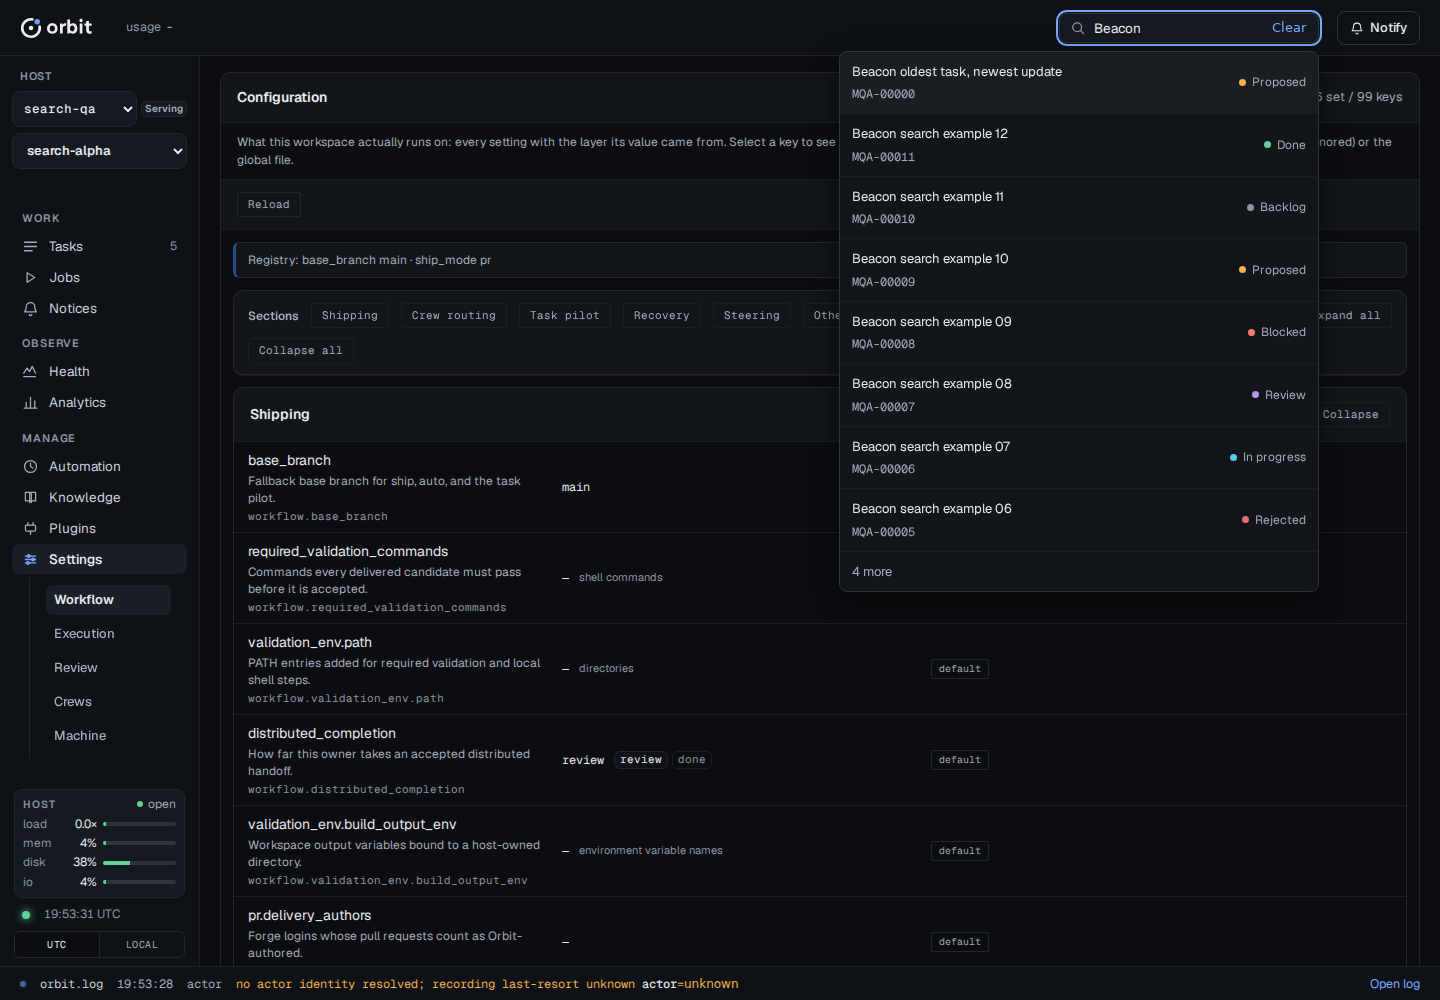 orbit
usage -
Beacon
Clear
Notify
HOST
search-qa
Serving
search-alpha
WORK
Tasks 5
Jobs
Notices
OBSERVE
Health
Analytics
MANAGE
Automation
Knowledge
Plugins
Settings
Workflow
Execution
Review
Crews
Machine
HOST open
load 0.0×
mem 4%
disk 38%
io 4%
19:53:31 UTC
UTC LOCAL
Configuration
set / 99 keys
What this workspace actually runs on: every setting with the layer its value came from. Select a key to see
nored) or the
global file.
Reload
Registry: base_branch main · ship_mode pr
Sections Shipping Crew routing Task pilot Recovery Steering Othe
xpand all
Collapse all
Shipping
Collapse
base_branch
Fallback base branch for ship, auto, and the task
pilot.
workflow.base_branch
main
required_validation_commands
Commands every delivered candidate must pass
before it is accepted.
workflow.required_validation_commands
– shell commands
validation_env.path
PATH entries added for required validation and local
shell steps.
workflow.validation_env.path
– directories
default
distributed_completion
How far this owner takes an accepted distributed
handoff.
workflow.distributed_completion
review review done
default
validation_env.build_output_env
Workspace output variables bound to a host-owned
directory.
workflow.validation_env.build_output_env
– environment variable names
default
pr.delivery_authors
Forge logins whose pull requests count as Orbit-
authored.
–
default
Beacon oldest task, newest update
MQA-00000
Proposed
Beacon search example 12
MQA-00011
Done
Beacon search example 11
MQA-00010
Backlog
Beacon search example 10
MQA-00009
Proposed
Beacon search example 09
MQA-00008
Blocked
Beacon search example 08
MQA-00007
Review
Beacon search example 07
MQA-00006
In progress
Beacon search example 06
MQA-00005
Rejected
4 more
orbit.log 19:53:28 actor no actor identity resolved; recording last-resort unknown actor=unknown
Open log